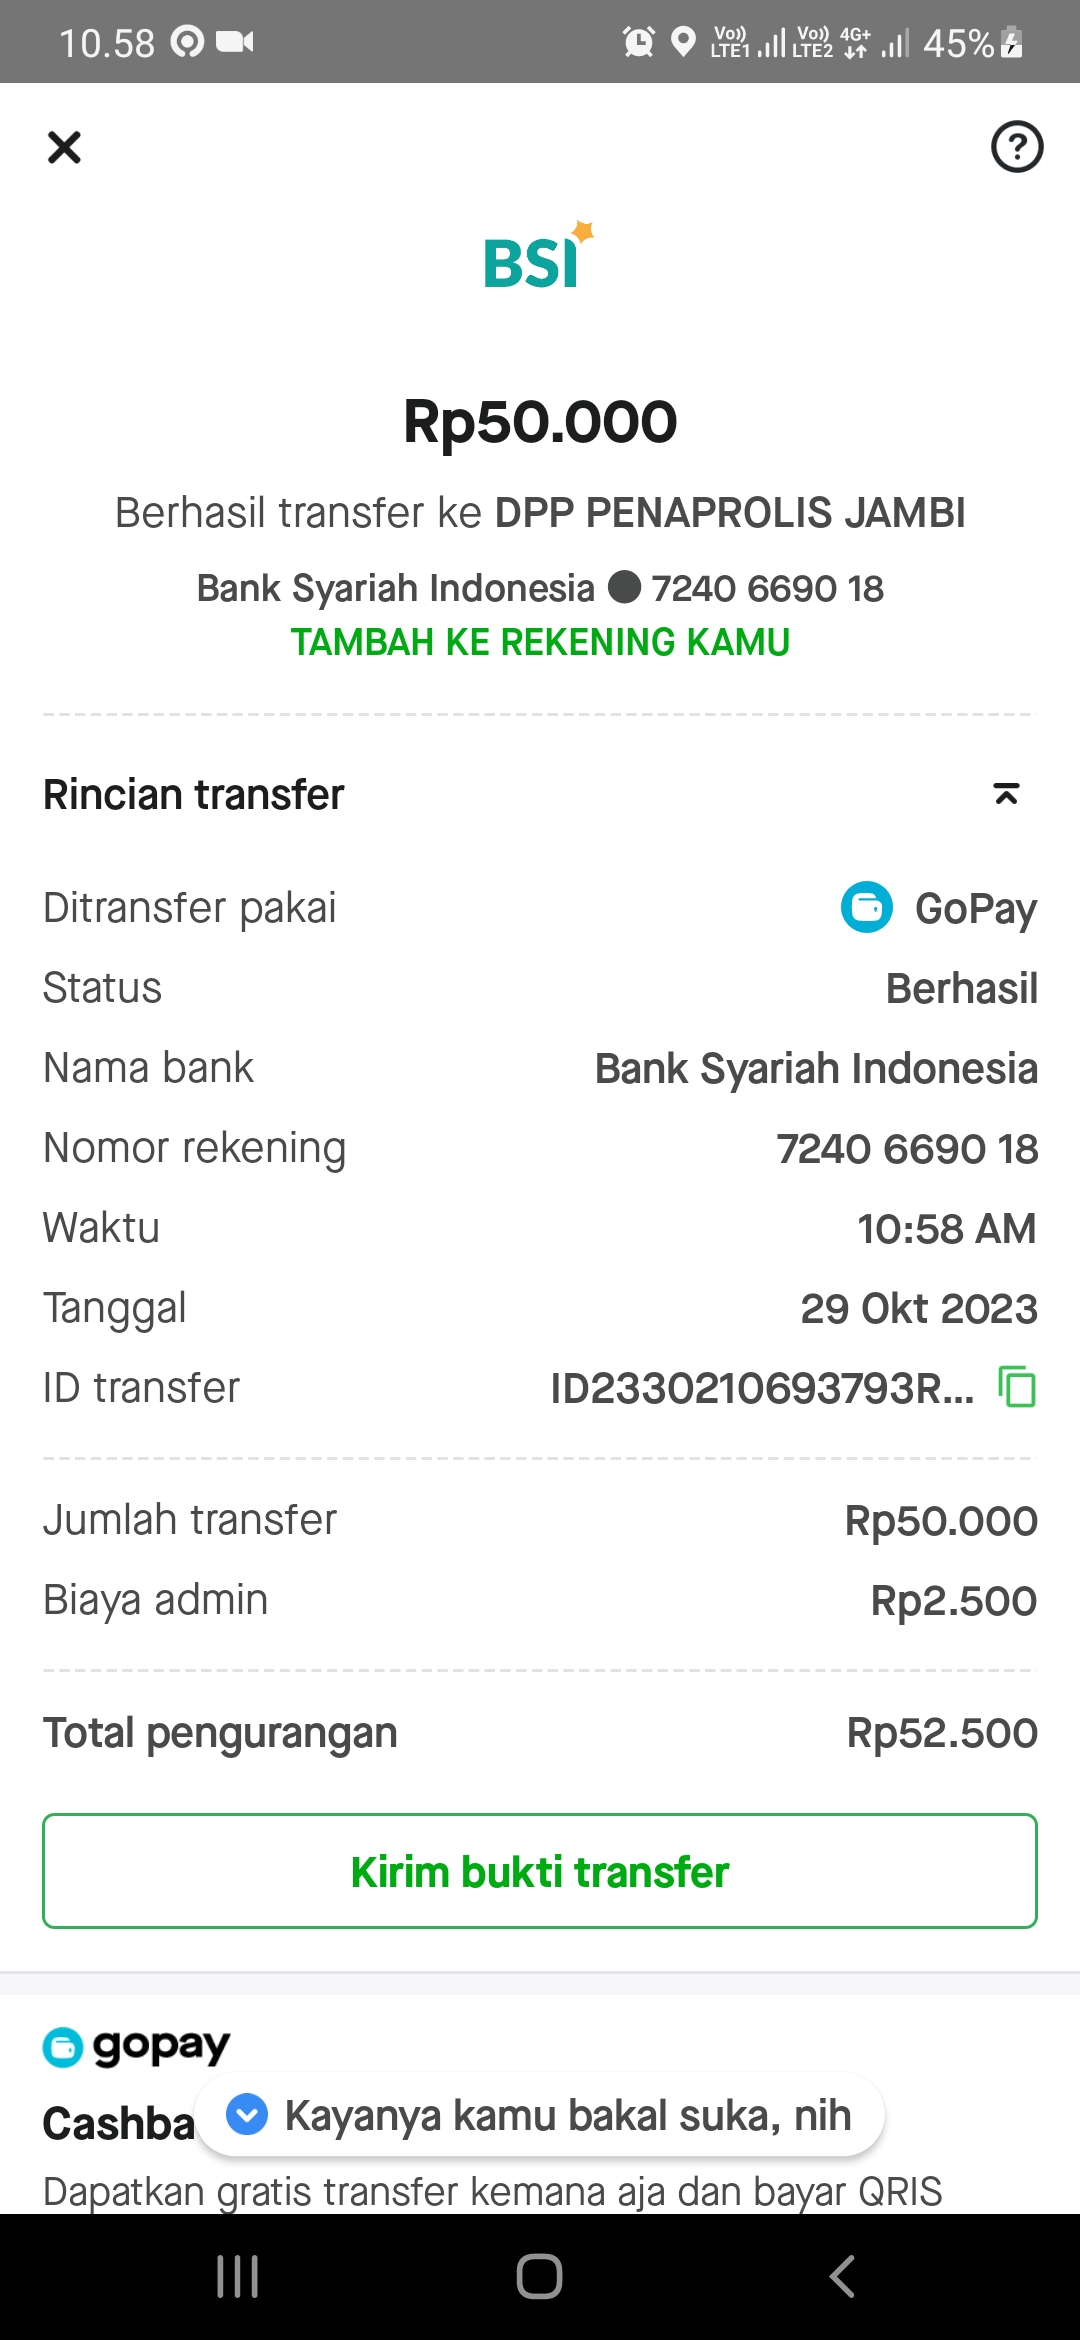 10.58
Vo)) LTE1 Vo)) LTE2 4G+ 45%
?
BSI
Rp50.000
Berhasil transfer ke DPP PENAPROLIS JAMBI
Bank Syariah Indonesia ● 7240 6690 18
TAMBAH KE REKENING KAMU
Rincian transfer
Ditransfer pakai GoPay
Status Berhasil
Nama bank Bank Syariah Indonesia
Nomor rekening 7240 6690 18
Waktu 10:58 AM
Tanggal 29 Okt 2023
ID transfer ID2330210693793R...
Jumlah transfer Rp50.000
Biaya admin Rp2.500
Total pengurangan Rp52.500
Kirim bukti transfer
gopay
Cashba
Kayanya kamu bakal suka, nih
Dapatkan gratis transfer kemana aja dan bayar QRIS